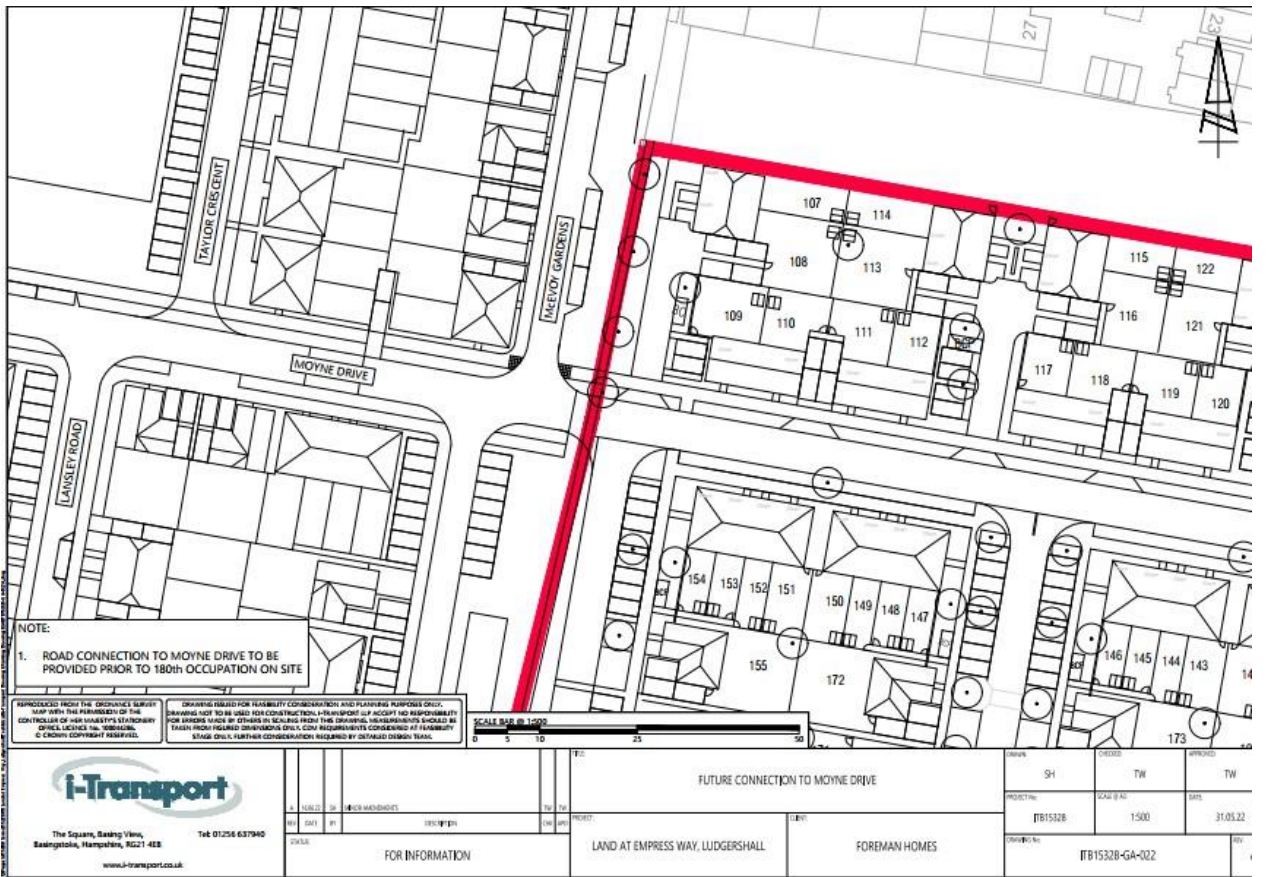 27
23
TAYLOR CRESCENT
McEVOY GARDENS
MOYNE DRIVE
LANSLEY ROAD
107
114
108
113
109
110
111
112
115
122
116
121
117
118
119
120
BCP
154
153
152
151
150
149
148
147
155
172
BCP
146
145
144
143
173
NOTE:
1. ROAD CONNECTION TO MOYNE DRIVE TO BE
PROVIDED PRIOR TO 180th OCCUPATION ON SITE
REPRODUCED FROM THE ORDNANCE SURVEY
MAP WITH THE PERMISSION OF THE
CONTROLLER OF HER MAJESTY'S STATIONERY
© CROWN COPYRIGHT RESERVED.
DRAWING ISSUED FOR FEASIBILITY CONSIDERATION AND PLANNING PURPOSES ONLY.
DRAWING NOT TO BE USED FOR CONSTRUCTION. I-TRANSPORT LLP ACCEPT NO RESPONSIBILITY
FOR ERRORS MADE BY OTHERS IN SCALING FROM THIS DRAWING. MEASUREMENTS SHOULD BE
TAKEN FROM FIGURED DIMENSIONS ONLY. CDM REQUIREMENTS CONSIDERED AT FEASIBILITY
STAGE ONLY. FURTHER CONSIDERATION REQUIRED BY DETAILED DESIGN TEAM.
SCALE BAR @ 1:500
0 5 10 25 50
i-Transport
The Square, Basing View,
Basingstoke, Hampshire, RG21 4EB
Tel: 01256 637940
www.i-transport.co.uk
A MINOR AMENDMENTS TW TW
REV DATE BY DESCRIPTION CHK APD
STATUS:
FOR INFORMATION
TITLE:
FUTURE CONNECTION TO MOYNE DRIVE
PROJECT:
LAND AT EMPRESS WAY, LUDGERSHALL
CLIENT:
FOREMAN HOMES
DRAWN:
SH
CHECKED:
TW
APPROVED:
TW
PROJECT No:
ITB15328
SCALE @ A3:
1:500
DATE:
31.05.22
DRAWING No:
ITB15328-GA-022
REV